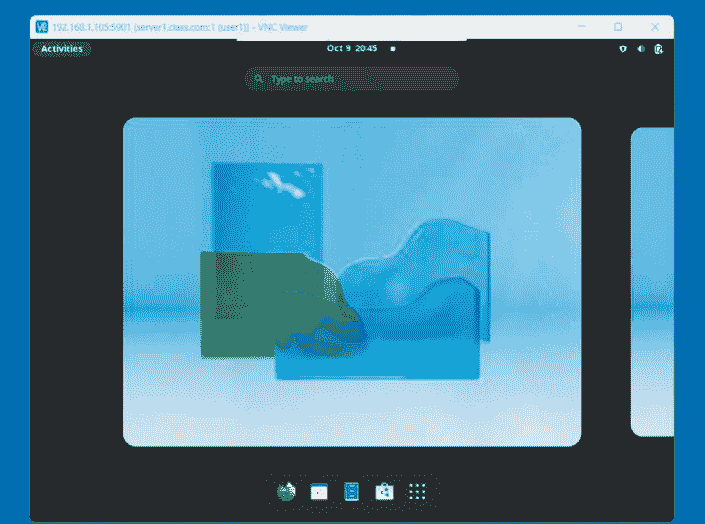 192.168.1.105:5901 (server1.class.com:1 (user1)) - VNC Viewer
Activities
Oct 9 20:45
Type to search